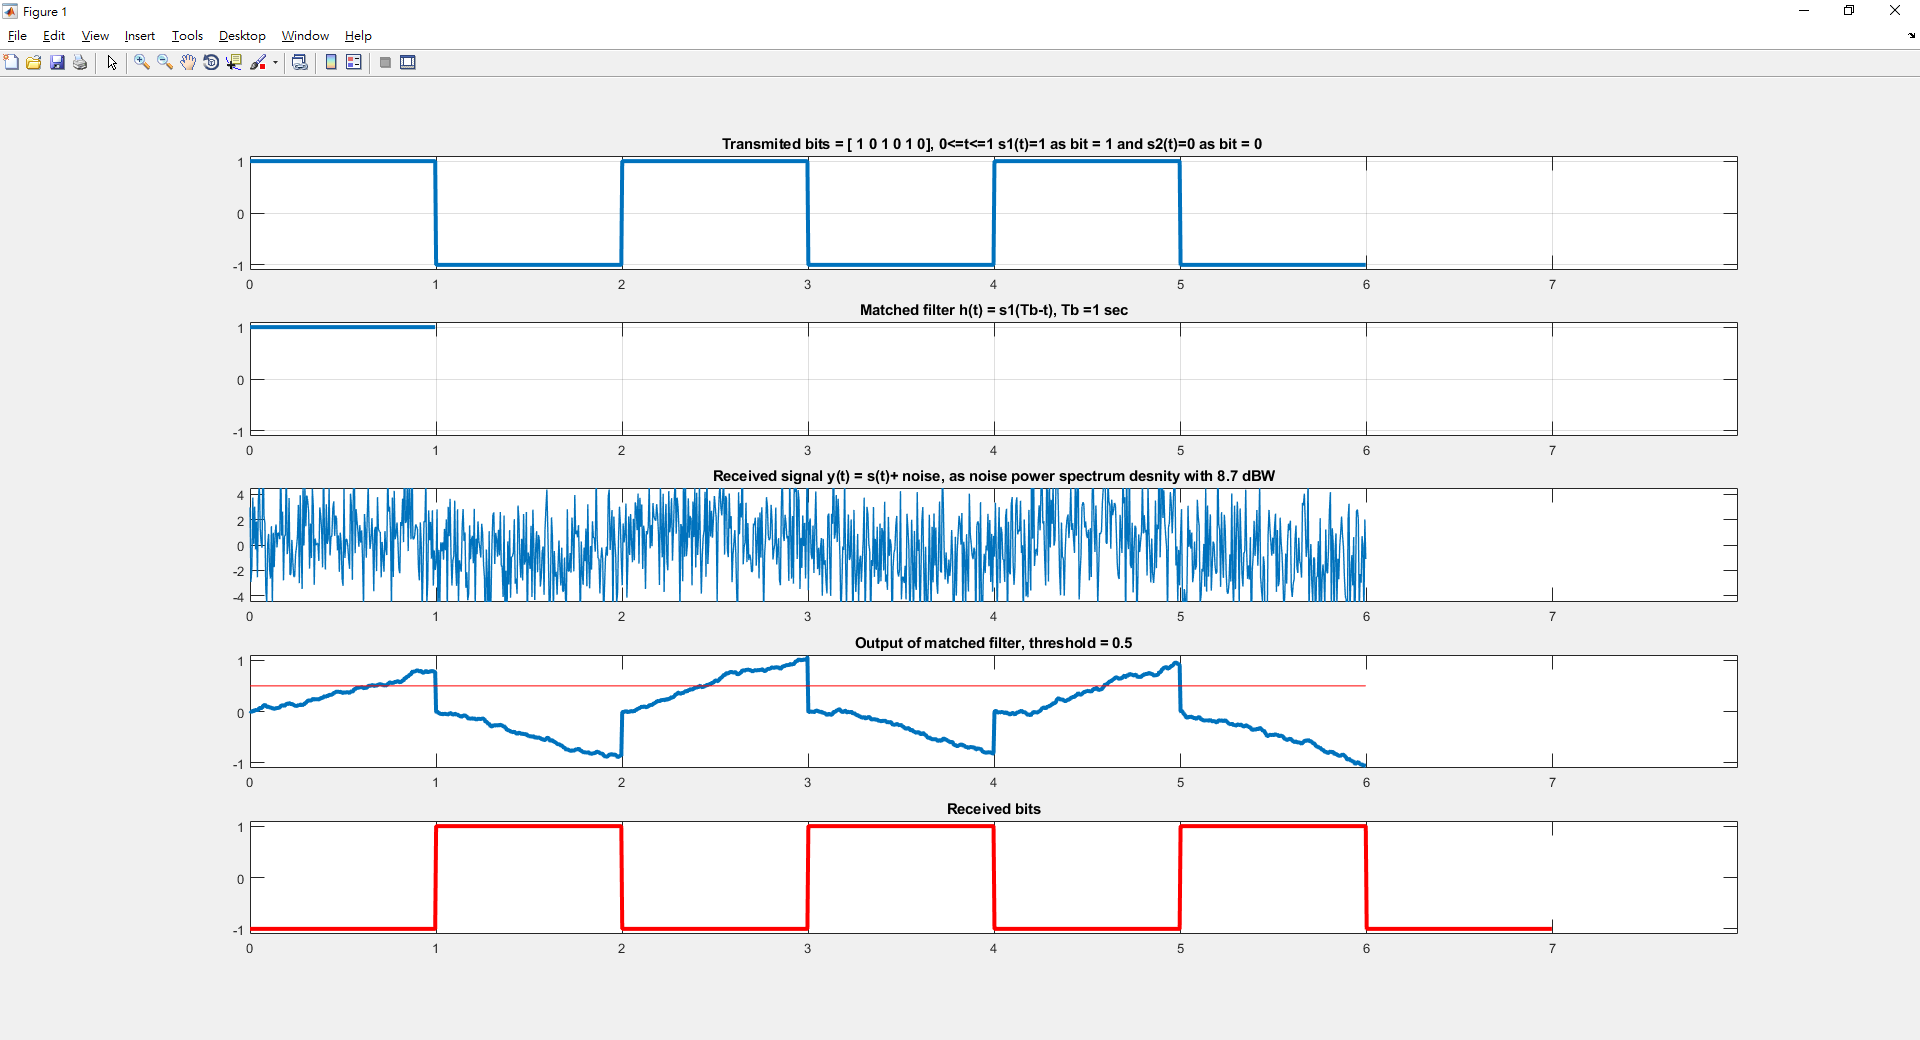 Figure 1
File Edit View Insert Tools Desktop Window Help
Transmited bits = [ 1 0 1 0 1 0], 0<=t<=1 s1(t)=1 as bit = 1 and s2(t)=0 as bit = 0
1
0
-1
0 1 2 3 4 5 6 7
Matched filter h(t) = s1(Tb-t), Tb =1 sec
1
0
-1
0 1 2 3 4 5 6 7
Received signal y(t) = s(t)+ noise, as noise power spectrum desnity with 8.7 dBW
4
2
0
-2
-4
0 1 2 3 4 5 6 7
Output of matched filter, threshold = 0.5
1
0
-1
0 1 2 3 4 5 6 7
Received bits
1
0
-1
0 1 2 3 4 5 6 7